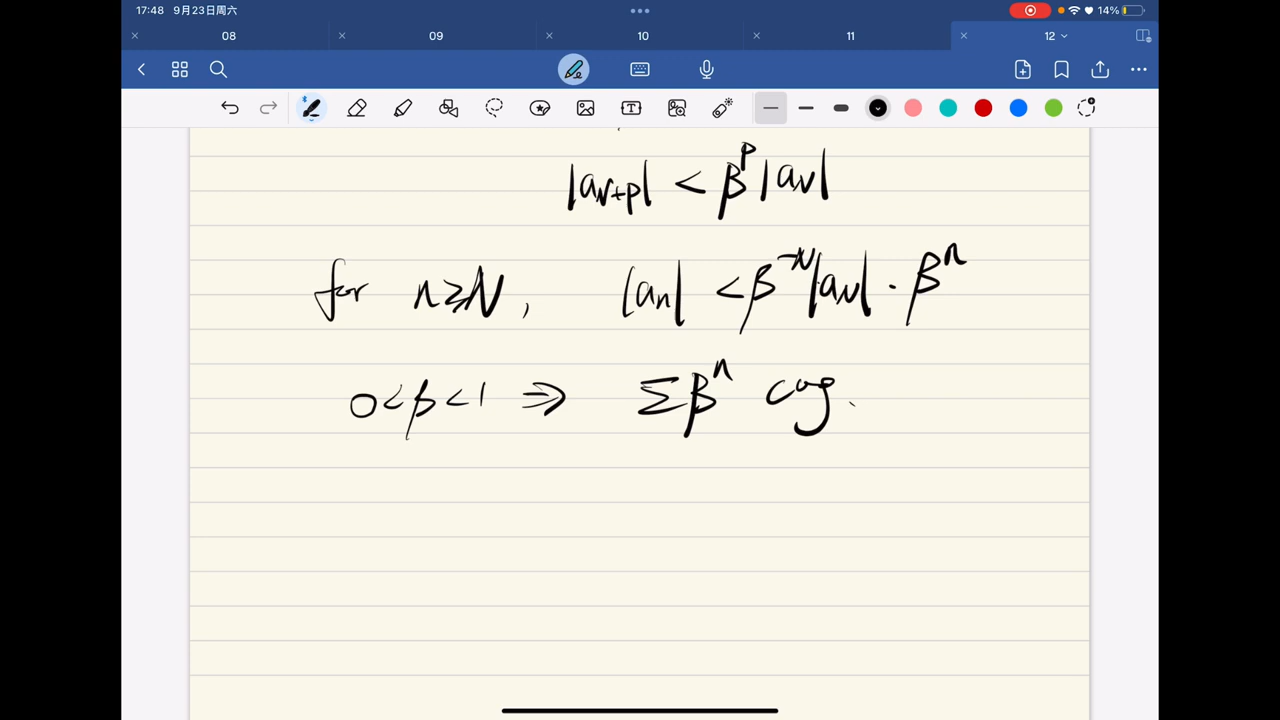 17:48 9月23日周六
14%
08 09 10 11 12
|a_{N+p}| < β^p |a_N|
for n≥N, |a_n| < β^{-N}|a_N| · β^n
0<β<1 ⇒ Σβ^n cvg.